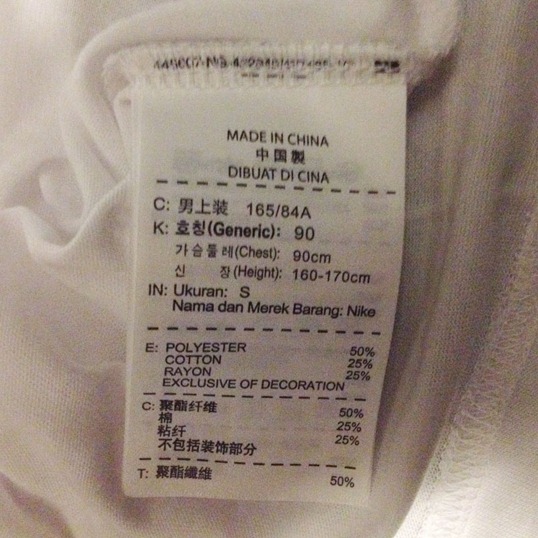 MADE IN CHINA
中国製
DIBUAT DI CINA
C: 男上装 165/84A
K: 호칭(Generic): 90
가슴둘레(Chest): 90cm
신 장(Height): 160-170cm
IN: Ukuran: S
Nama dan Merek Barang: Nike
E: POLYESTER 50%
COTTON 25%
RAYON 25%
EXCLUSIVE OF DECORATION
C: 聚酯纤维 50%
棉 25%
粘纤 25%
不包括装饰部分
T: 聚酯纖維 50%